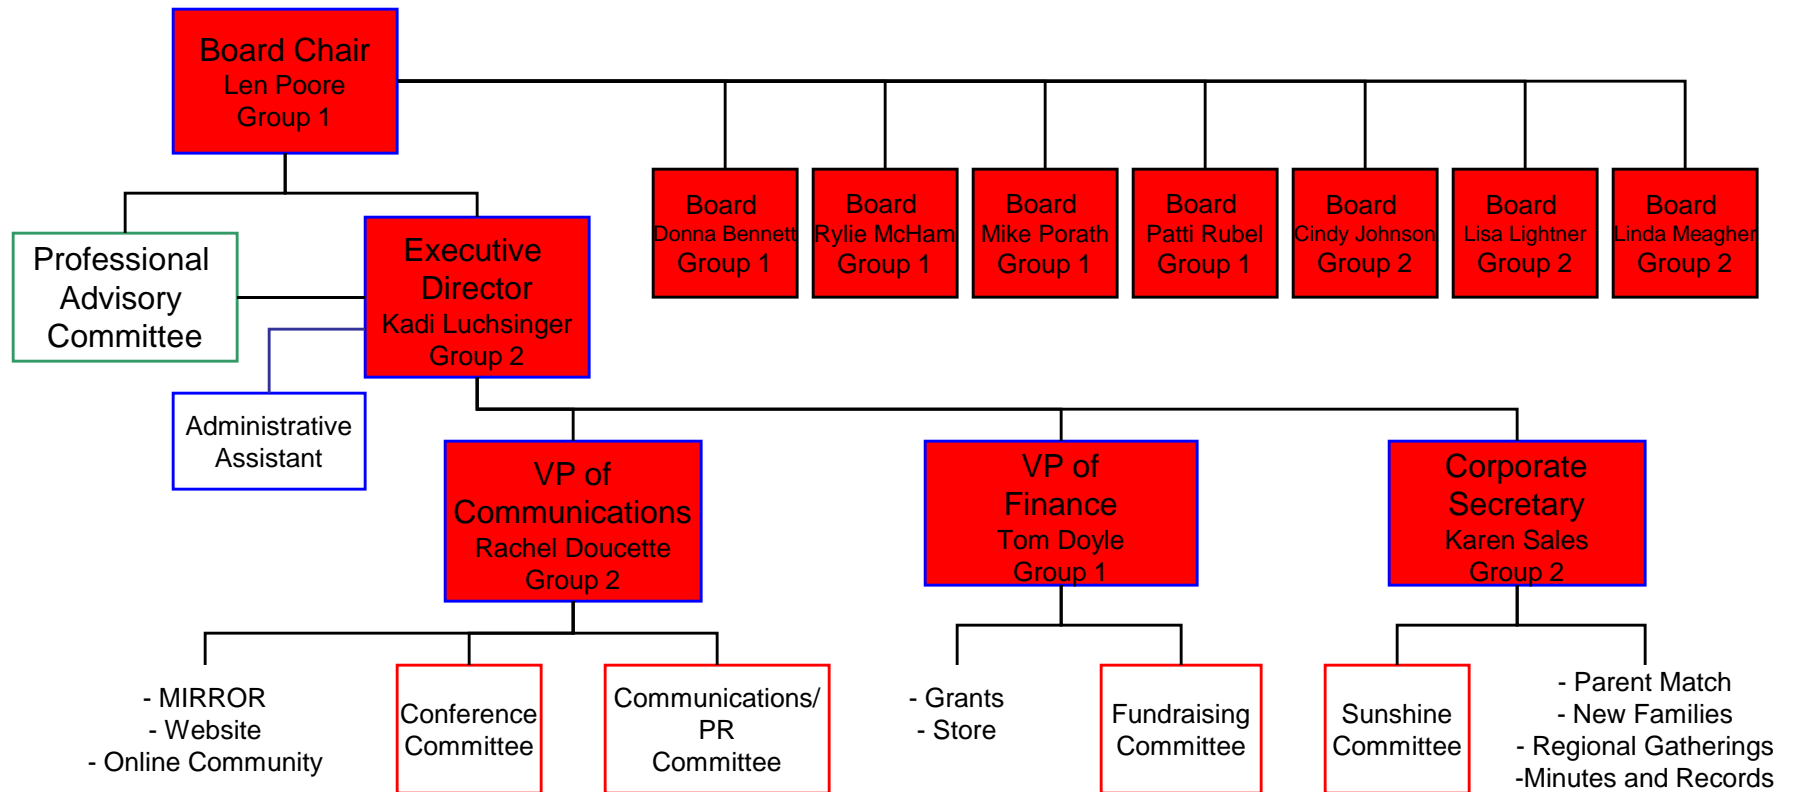 Board Chair
Len Poore
Group 1
Board
Donna Bennett
Group 1
Board
Rylie McHam
Group 1
Board
Mike Porath
Group 1
Board
Patti Rubel
Group 1
Board
Cindy Johnson
Group 2
Board
Lisa Lightner
Group 2
Board
Linda Meagher
Group 2
Professional
Advisory
Committee
Executive
Director
Kadi Luchsinger
Group 2
Administrative
Assistant
VP of
Communications
Rachel Doucette
Group 2
VP of
Finance
Tom Doyle
Group 1
Corporate
Secretary
Karen Sales
Group 2
- MIRROR
- Website
- Online Community
Conference
Committee
Communications/
PR
Committee
- Grants
- Store
Fundraising
Committee
Sunshine
Committee
- Parent Match
- New Families
- Regional Gatherings
-Minutes and Records